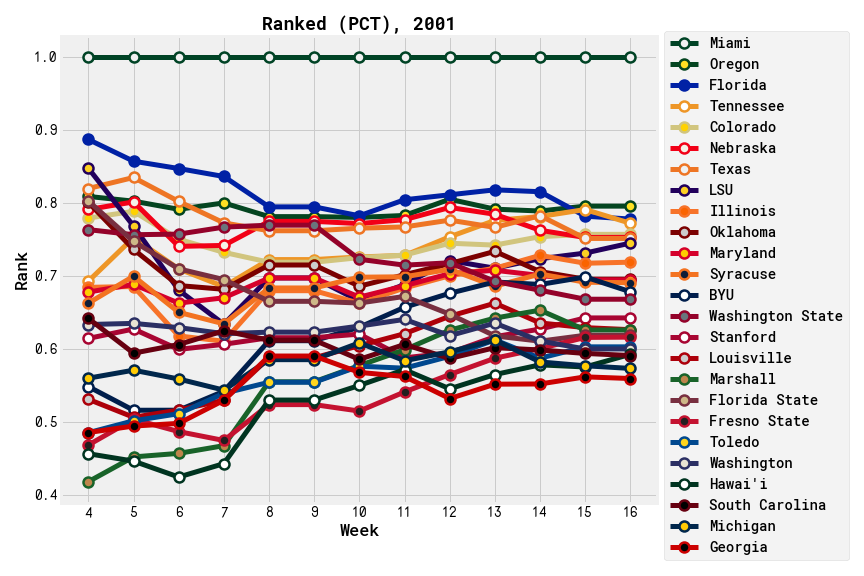 Ranked (PCT), 2001
1.0
0.9
0.8
0.7
0.6
0.5
0.4
Rank
4 5 6 7 8 9 10 11 12 13 14 15 16
Week
Miami
Oregon
Florida
Tennessee
Colorado
Nebraska
Texas
LSU
Illinois
Oklahoma
Maryland
Syracuse
BYU
Washington State
Stanford
Louisville
Marshall
Florida State
Fresno State
Toledo
Washington
Hawai'i
South Carolina
Michigan
Georgia